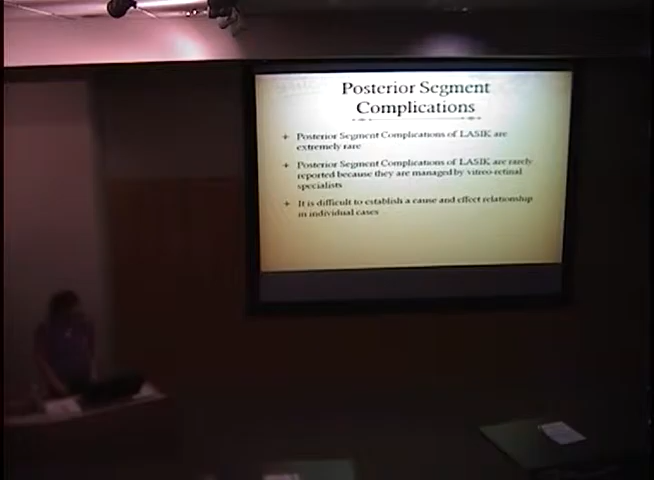 Posterior Segment
Complications
Posterior Segment Complications of LASIK are
extremely rare
Posterior Segment Complications of LASIK are rarely
reported because they are managed by vitreo-retinal
specialists
It is difficult to establish a cause and effect relationship
in individual cases